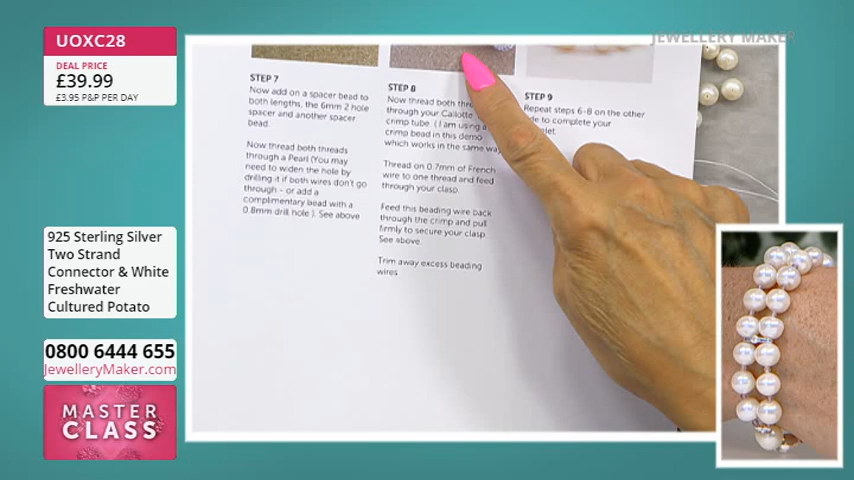 UOXC28
DEAL PRICE
£39.99
£3.95 P&P PER DAY
JEWELLERY MAKER
STEP 7
Now add on a spacer bead to
both lengths, the 6mm 2 hole
spacer and another spacer
bead.
Now thread both threads
through a Pearl (You may
need to widen the hole by
drilling it if both wires don't go
through - or add a
complimentary bead with a
0.8mm drill hole ). See above
STEP 8
Now thread both
through your Callotte
crimp tube. ( I am using a
crimp bead in this demo
which works in the same way
Thread on 0.7mm of French
wire to one thread and feed
through your clasp.
Feed this beading wire back
through the crimp and pull
firmly to secure your clasp.
See above.
Trim away excess beading
wires
STEP 9
Repeat steps 6-8 on the other
to complete your
925 Sterling Silver
Two Strand
Connector & White
Freshwater
Cultured Potato
0800 6444 655
JewelleryMaker.com
MASTER
CLASS